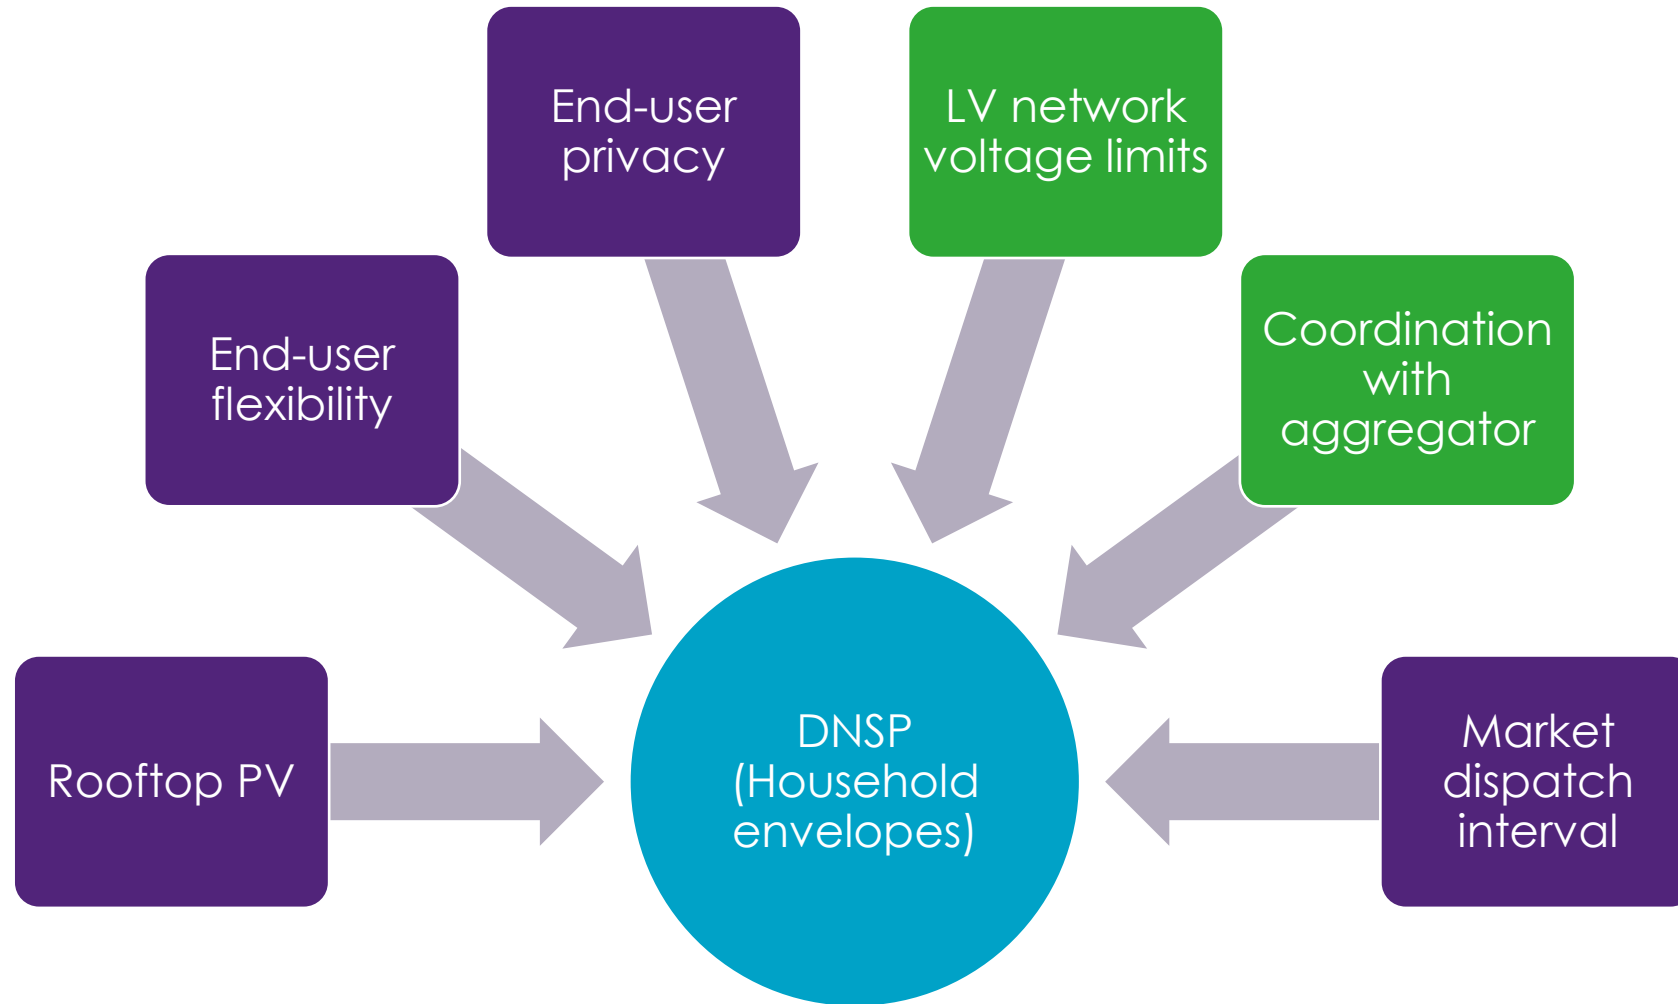 End-user
privacy
LV network
voltage limits
End-user
flexibility
Coordination
with
aggregator
Rooftop PV
DNSP
(Household
envelopes)
Market
dispatch
interval